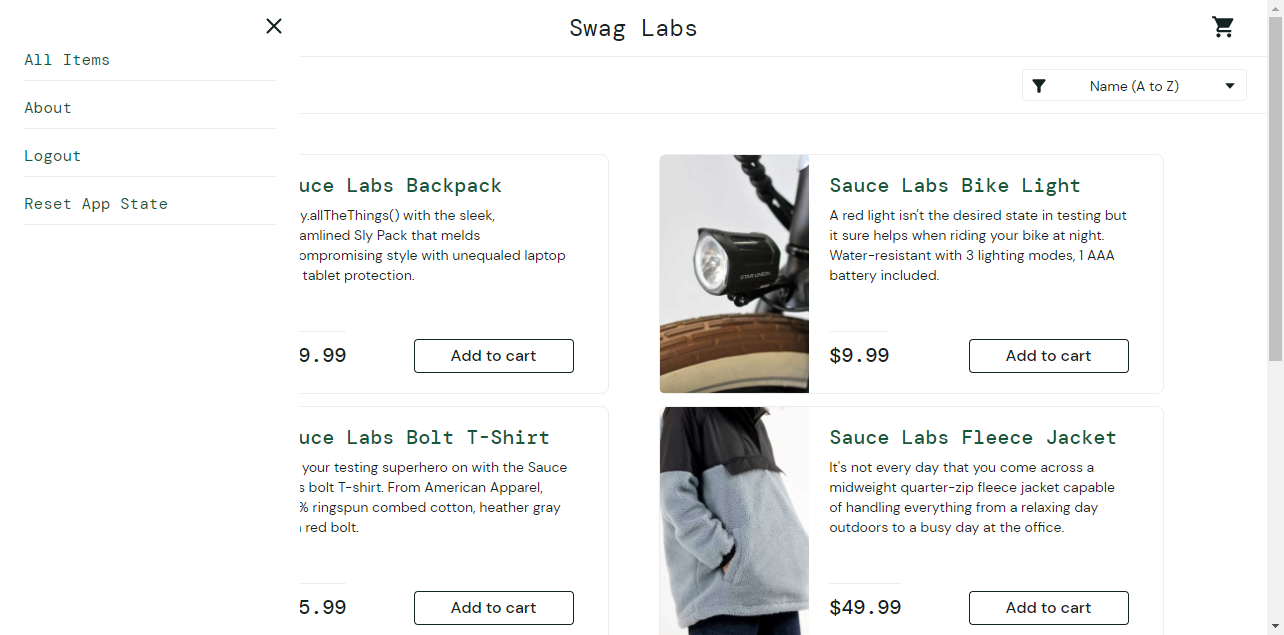 Swag Labs
All Items
About
Logout
Reset App State
Name (A to Z)
uce Labs Backpack
y.allTheThings() with the sleek,
amlined Sly Pack that melds
ompromising style with unequaled laptop
tablet protection.
9.99
Add to cart
Sauce Labs Bike Light
A red light isn't the desired state in testing but
it sure helps when riding your bike at night.
Water-resistant with 3 lighting modes, 1 AAA
battery included.
$9.99
Add to cart
STAR UNION
uce Labs Bolt T-Shirt
your testing superhero on with the Sauce
s bolt T-shirt. From American Apparel,
% ringspun combed cotton, heather gray
red bolt.
5.99
Add to cart
Sauce Labs Fleece Jacket
It's not every day that you come across a
midweight quarter-zip fleece jacket capable
of handling everything from a relaxing day
outdoors to a busy day at the office.
$49.99
Add to cart